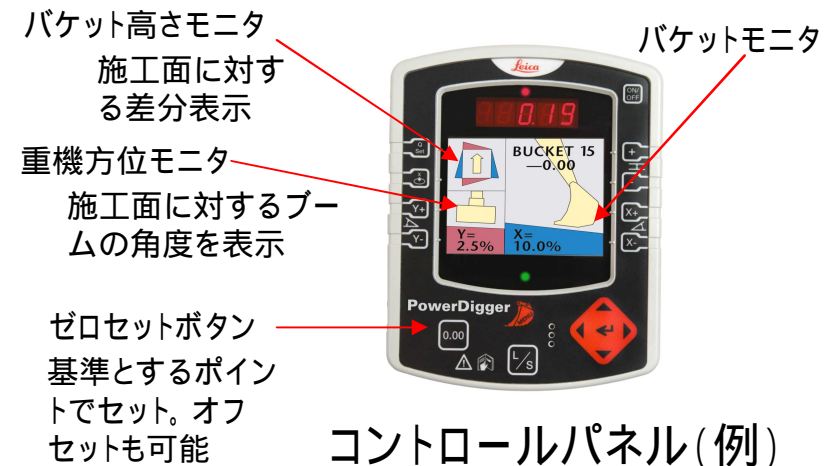 バケット高さモニタ
施工面に対す
る差分表示
重機方位モニタ
施工面に対するブー
ムの角度を表示
ゼロセットボタン
基準とするポイン
トでセット。オフ
セットも可能
バケットモニタ
Leica
ON/
OFF
0.19
Set
BUCKET 15
—0.00
+
-
Y+
Y-
X+
X-
Y=
2.5%
X=
10.0%
PowerDigger
0.00
L/S
コントロールパネル(例)